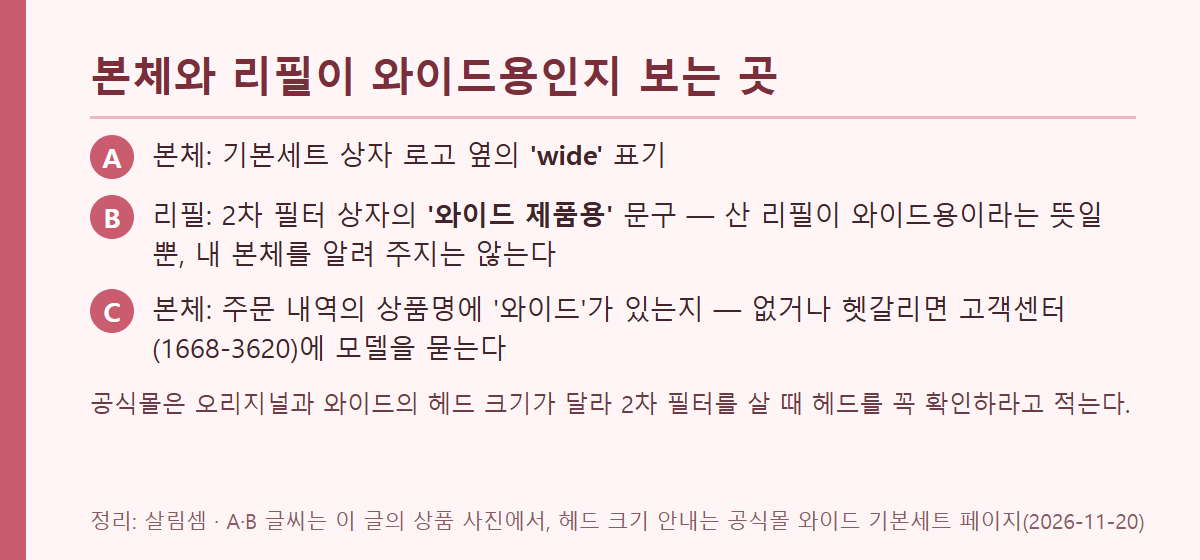 본체와 리필이 와이드용인지 보는 곳
A 본체: 기본세트 상자 로고 옆의 'wide' 표기
B 리필: 2차 필터 상자의 '와이드 제품용' 문구 — 산 리필이 와이드용이라는 뜻일
뿐, 내 본체를 알려 주지는 않는다
C 본체: 주문 내역의 상품명에 '와이드'가 있는지 — 없거나 헷갈리면 고객센터
(1668-3620)에 모델을 묻는다
공식몰은 오리지널과 와이드의 헤드 크기가 달라 2차 필터를 살 때 헤드를 꼭 확인하라고 적는다.
정리: 살림셈 · A·B 글씨는 이 글의 상품 사진에서, 헤드 크기 안내는 공식몰 와이드 기본세트 페이지(2026-11-20)